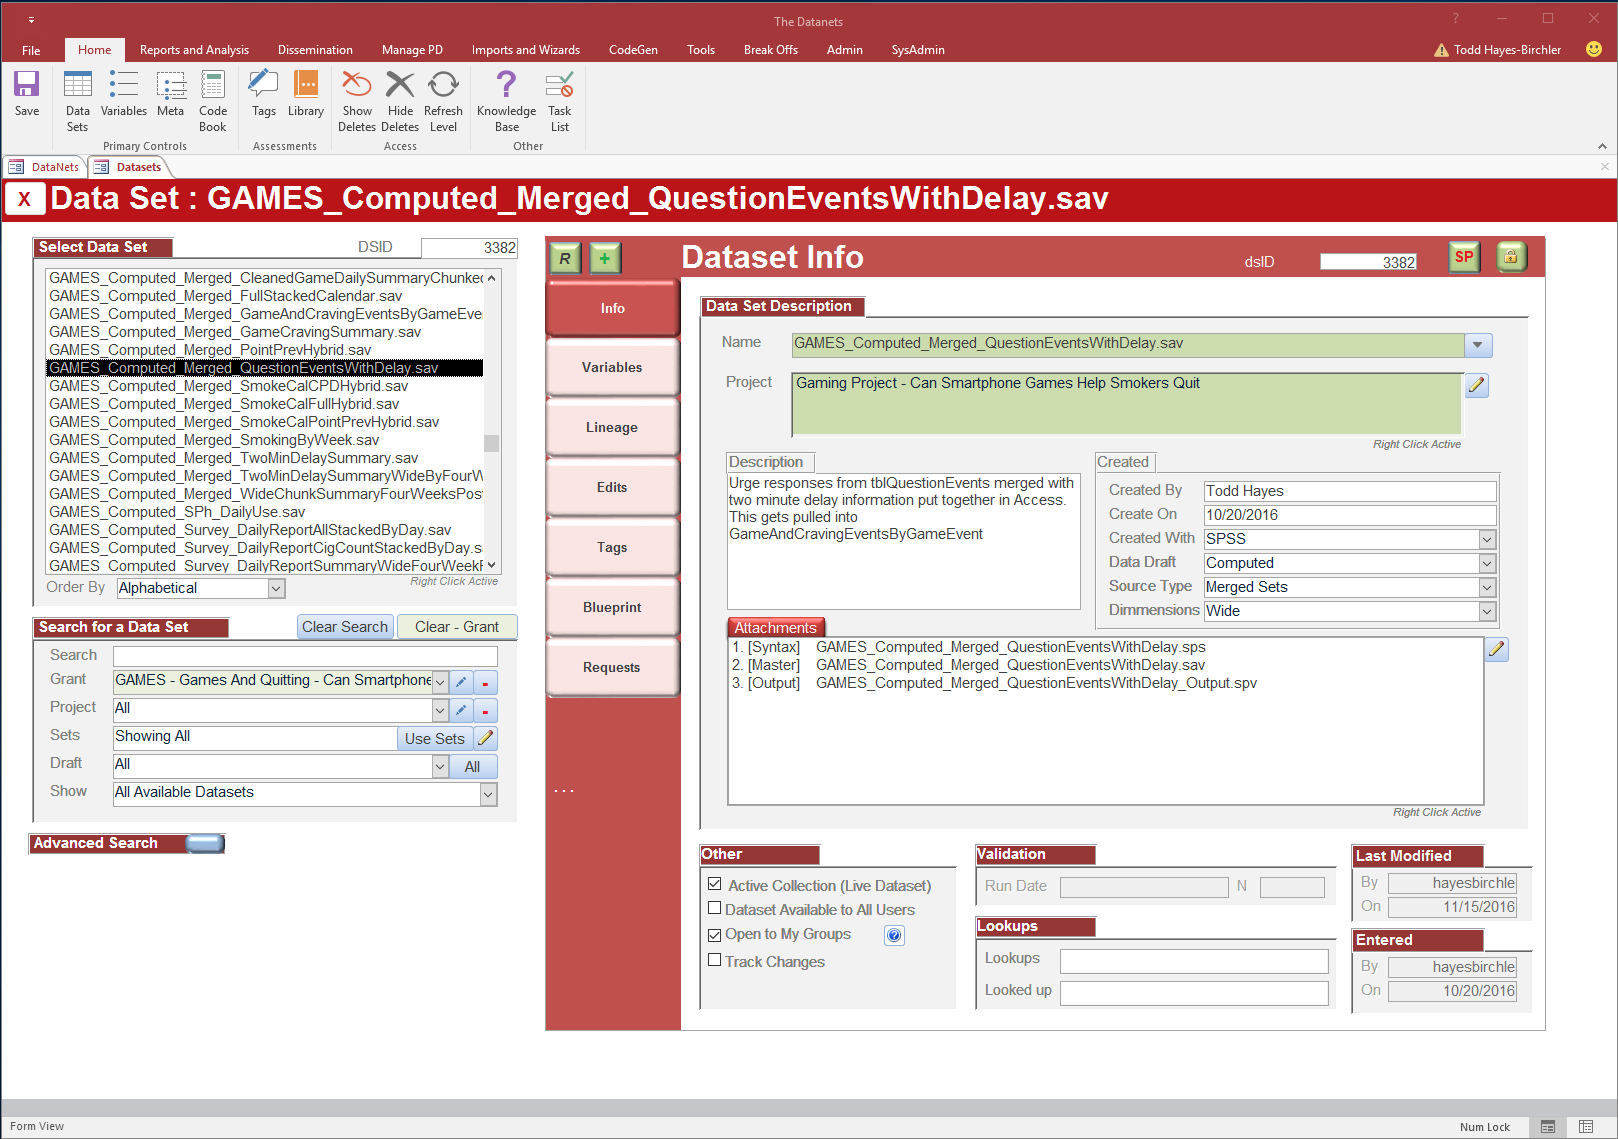 The Datanets
?
File
Home
Reports and Analysis
Dissemination
Manage PD
Imports and Wizards
CodeGen
Tools
Break Offs
Admin
SysAdmin
Todd Hayes-Birchler
Save
Data Sets
Variables
Meta
Code Book
Tags
Library
Show Deletes
Hide Deletes
Refresh Level
Knowledge Base
Task List
Primary Controls
Assessments
Access
Other
DataNets
Datasets
X
Data Set : GAMES_Computed_Merged_QuestionEventsWithDelay.sav
Select Data Set
DSID
3382
GAMES_Computed_Merged_CleanedGameDailySummaryChunked
GAMES_Computed_Merged_FullStackedCalendar.sav
GAMES_Computed_Merged_GameAndCravingEventsByGameEve
GAMES_Computed_Merged_GameCravingSummary.sav
GAMES_Computed_Merged_PointPrevHybrid.sav
GAMES_Computed_Merged_QuestionEventsWithDelay.sav
GAMES_Computed_Merged_SmokeCalCPDHybrid.sav
GAMES_Computed_Merged_SmokeCalFullHybrid.sav
GAMES_Computed_Merged_SmokeCalPointPrevHybrid.sav
GAMES_Computed_Merged_SmokingByWeek.sav
GAMES_Computed_Merged_TwoMinDelaySummary.sav
GAMES_Computed_Merged_TwoMinDelaySummaryWideByFourW
GAMES_Computed_Merged_WideChunkSummaryFourWeeksPos
GAMES_Computed_SPh_DailyUse.sav
GAMES_Computed_Survey_DailyReportAllStackedByDay.sav
GAMES_Computed_Survey_DailyReportCigCountStackedByDay.s
GAMES_Computed_Survey_DailyReportSummaryWideFourWeek
Right Click Active
Order By
Alphabetical
Search for a Data Set
Clear Search
Clear - Grant
Search
Grant
GAMES - Games And Quitting - Can Smartphone
-
Project
All
-
Sets
Showing All
Use Sets
Draft
All
All
Show
All Available Datasets
Advanced Search
R
+
Dataset Info
dsID
3382
SP
Info
Variables
Lineage
Edits
Tags
Blueprint
Requests
...
Data Set Description
Name
GAMES_Computed_Merged_QuestionEventsWithDelay.sav
Project
Gaming Project - Can Smartphone Games Help Smokers Quit
Right Click Active
Description
Urge responses from tblQuestionEvents merged with
two minute delay information put together in Access.
This gets pulled into
GameAndCravingEventsByGameEvent
Created
Created By
Todd Hayes
Create On
10/20/2016
Created With
SPSS
Data Draft
Computed
Source Type
Merged Sets
Dimmensions
Wide
Attachments
1. [Syntax] GAMES_Computed_Merged_QuestionEventsWithDelay.sps
2. [Master] GAMES_Computed_Merged_QuestionEventsWithDelay.sav
3. [Output] GAMES_Computed_Merged_QuestionEventsWithDelay_Output.spv
Right Click Active
Other
Active Collection (Live Dataset)
Dataset Available to All Users
Open to My Groups
?
Track Changes
Validation
Run Date
N
Lookups
Lookups
Looked up
Last Modified
By
hayesbirchle
On
11/15/2016
Entered
By
hayesbirchle
On
10/20/2016
Form View
Num Lock